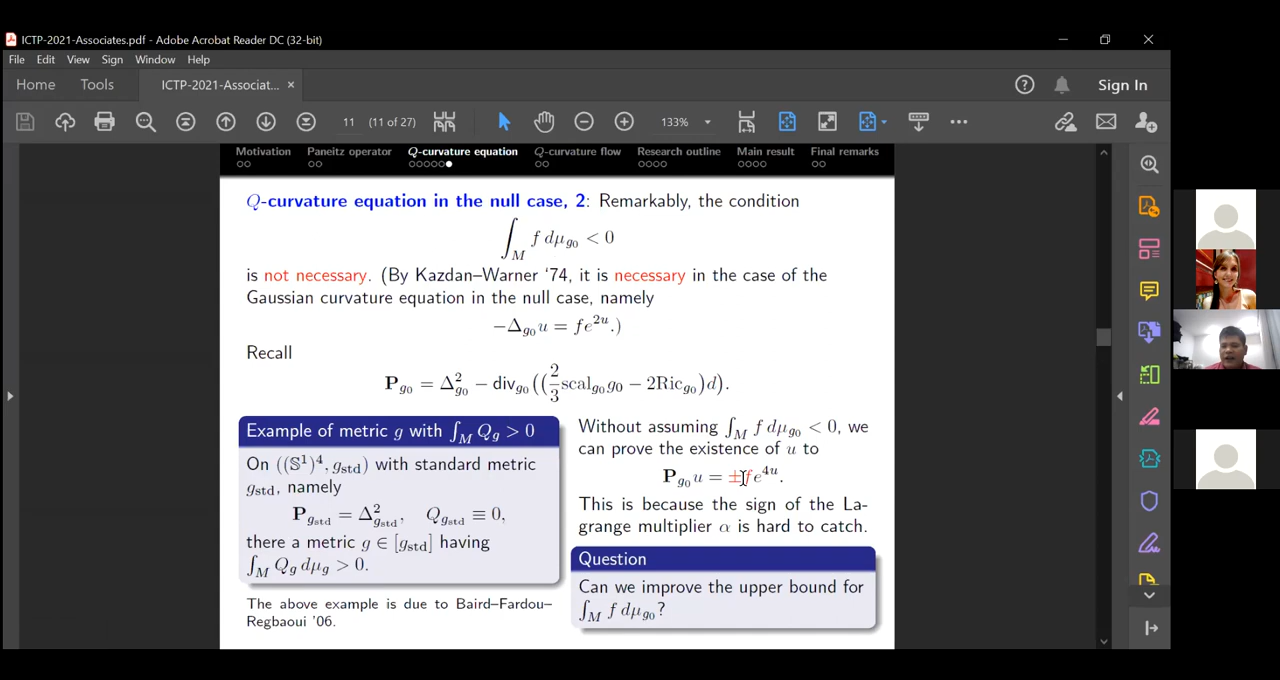 ICTP-2021-Associates.pdf - Adobe Acrobat Reader DC (32-bit)
File Edit View Sign Window Help
Home Tools ICTP-2021-Associat... × Sign In
11 (11 of 27) 133%
Motivation Paneitz operator Q-curvature equation Q-curvature flow Research outline Main result Final remarks
Q-curvature equation in the null case, 2: Remarkably, the condition
∫_M f dμ_{g₀} < 0
is not necessary. (By Kazdan–Warner '74, it is necessary in the case of the
Gaussian curvature equation in the null case, namely
−Δ_{g₀} u = fe^{2u}.)
Recall
P_{g₀} = Δ²_{g₀} − div_{g₀}((2/3 scal_{g₀} g0 − 2Ric_{g₀})d).
Example of metric g with ∫_M Q_g > 0
On ((𝕊¹)⁴, g_std) with standard metric
g_std, namely
P_{g_std} = Δ²_{g_std}, Q_{g_std} ≡ 0,
there a metric g ∈ [g_std] having
∫_M Q_g dμ_g > 0.
The above example is due to Baird–Fardou–
Regbaoui '06.
Without assuming ∫_M f dμ_{g₀} < 0, we
can prove the existence of u to
P_{g₀} u = ±fe^{4u}.
This is because the sign of the La-
grange multiplier α is hard to catch.
Question
Can we improve the upper bound for
∫_M f dμ_{g₀}?